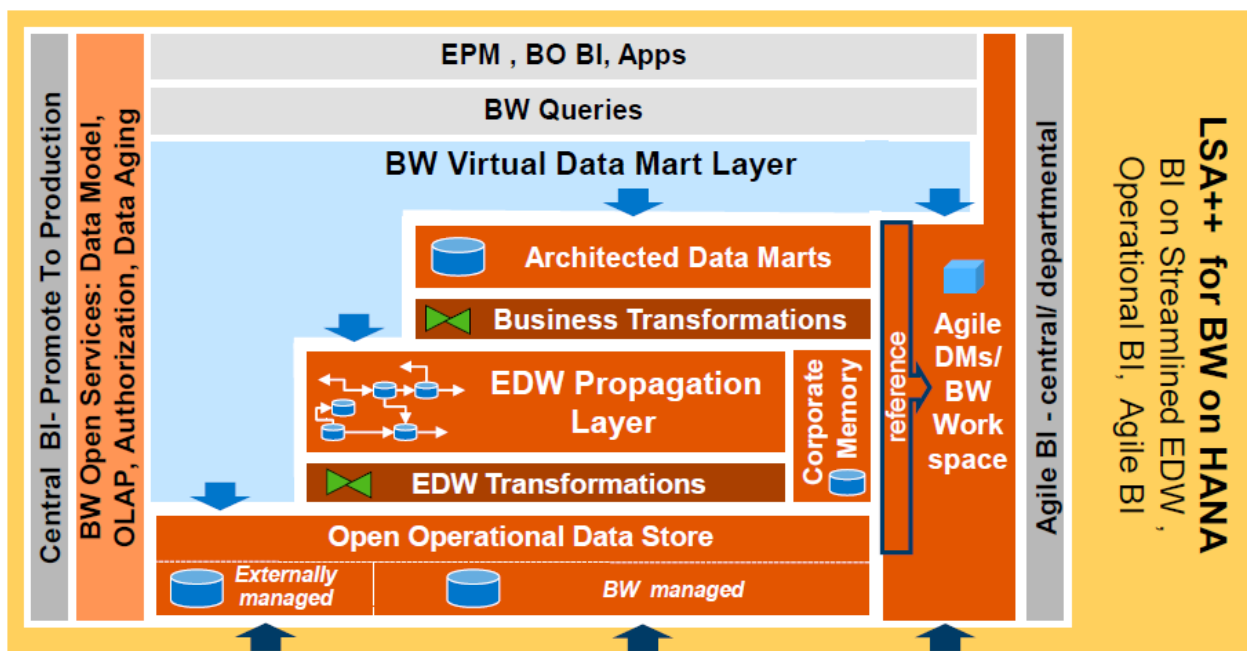 EPM , BO BI, Apps
BW Queries
BW Virtual Data Mart Layer
Central BI- Promote To Production
BW Open Services: Data Model,
OLAP, Authorization, Data Aging
Architected Data Marts
Business Transformations
EDW Propagation
Layer
Corporate
Memory
EDW Transformations
Open Operational Data Store
Externally
managed
BW managed
reference
Agile
DMs/
BW
Work
space
Agile BI - central/ departmental
LSA++ for BW on HANA
BI on Streamlined EDW ,
Operational BI, Agile BI